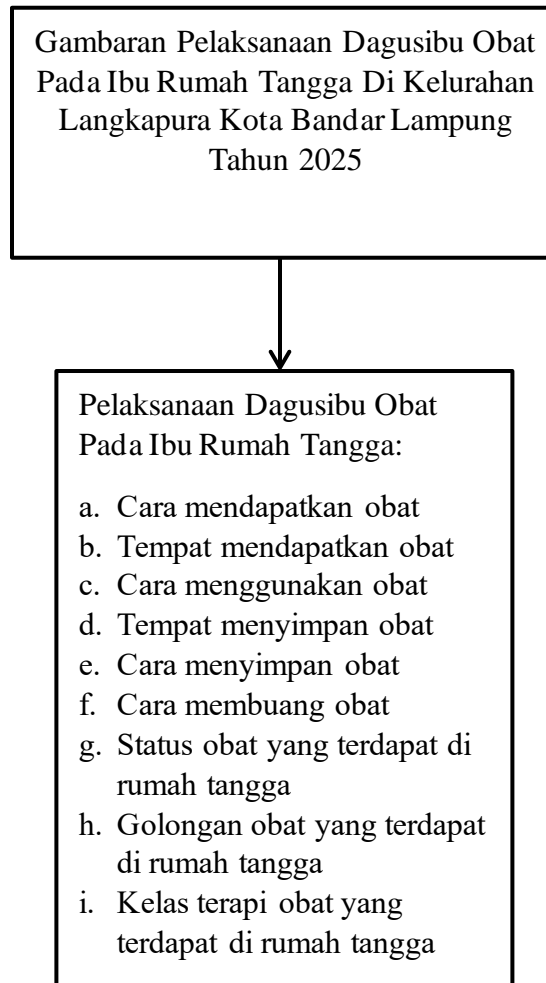 Gambaran Pelaksanaan Dagusibu Obat
Pada Ibu Rumah Tangga Di Kelurahan
Langkapura Kota Bandar Lampung
Tahun 2025
Pelaksanaan Dagusibu Obat
Pada Ibu Rumah Tangga:
a. Cara mendapatkan obat
b. Tempat mendapatkan obat
c. Cara menggunakan obat
d. Tempat menyimpan obat
e. Cara menyimpan obat
f. Cara membuang obat
g. Status obat yang terdapat di
rumah tangga
h. Golongan obat yang terdapat
di rumah tangga
i. Kelas terapi obat yang
terdapat di rumah tangga